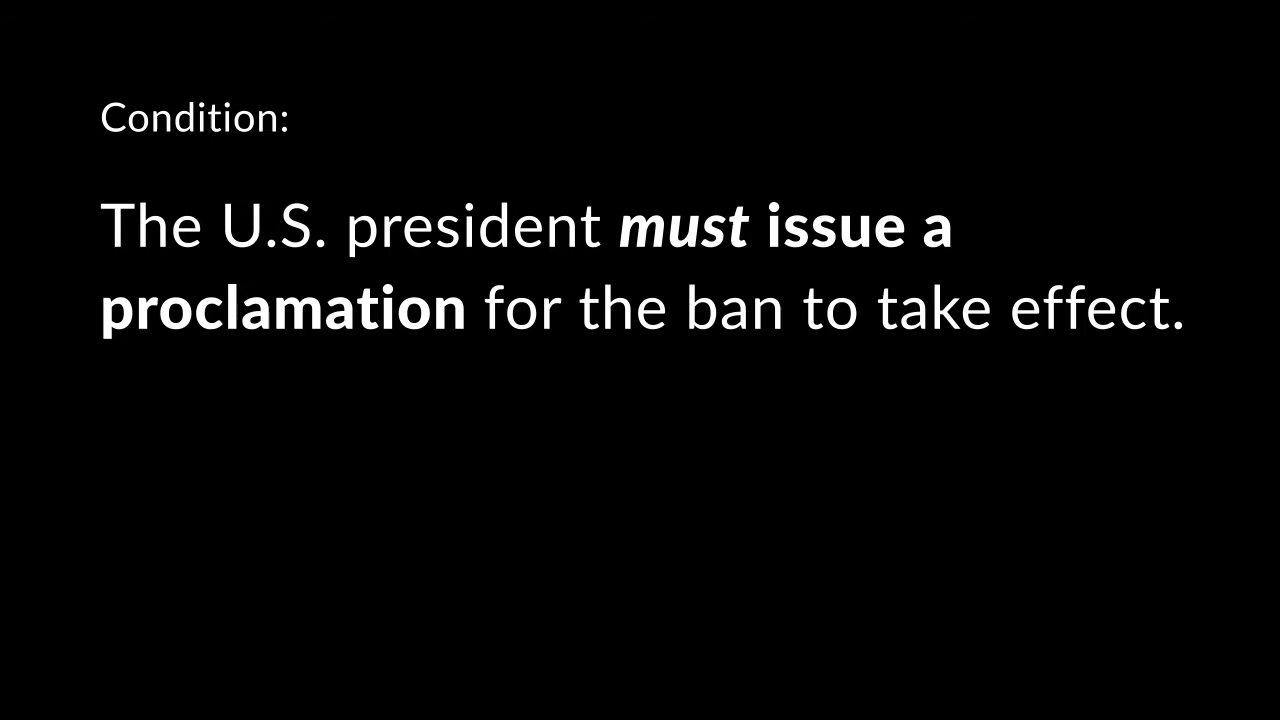 Condition:
The U.S. president must issue a
proclamation for the ban to take effect.